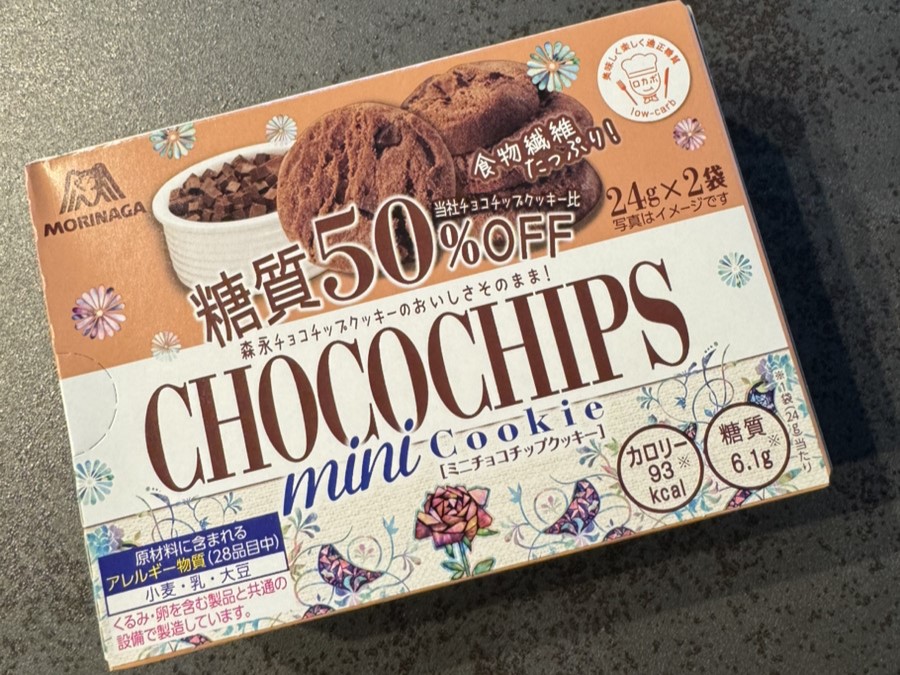 美味しく楽しく適正糖質
ロカボ
low-carb
MORINAGA
食物繊維
たっぷり!
24g×2袋
写真はイメージです
当社チョコチップクッキー比
糖質50%OFF
森永チョコチップクッキーのおいしさそのまま!
CHOCOCHIPS
mini Cookie
[ミニチョコチップクッキー]
カロリー
93※
kcal
糖質※
6.1g
※1袋(24g)当たり
原材料に含まれる
アレルギー物質(28品目中)
小麦・乳・大豆
くるみ・卵を含む製品と共通の
設備で製造しています。